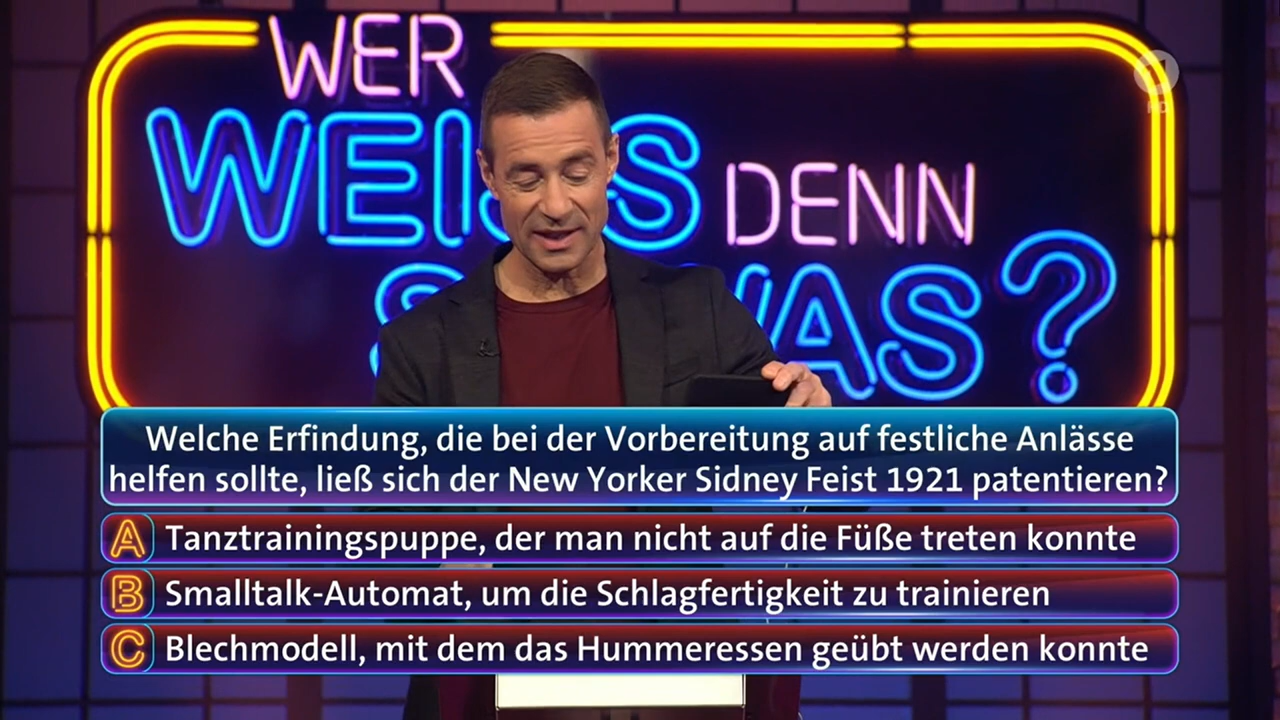 WER
WEISS DENN
SOWAS?
HD
Welche Erfindung, die bei der Vorbereitung auf festliche Anlässe
helfen sollte, ließ sich der New Yorker Sidney Feist 1921 patentieren?
A Tanztrainingspuppe, der man nicht auf die Füße treten konnte
B Smalltalk-Automat, um die Schlagfertigkeit zu trainieren
C Blechmodell, mit dem das Hummeressen geübt werden konnte